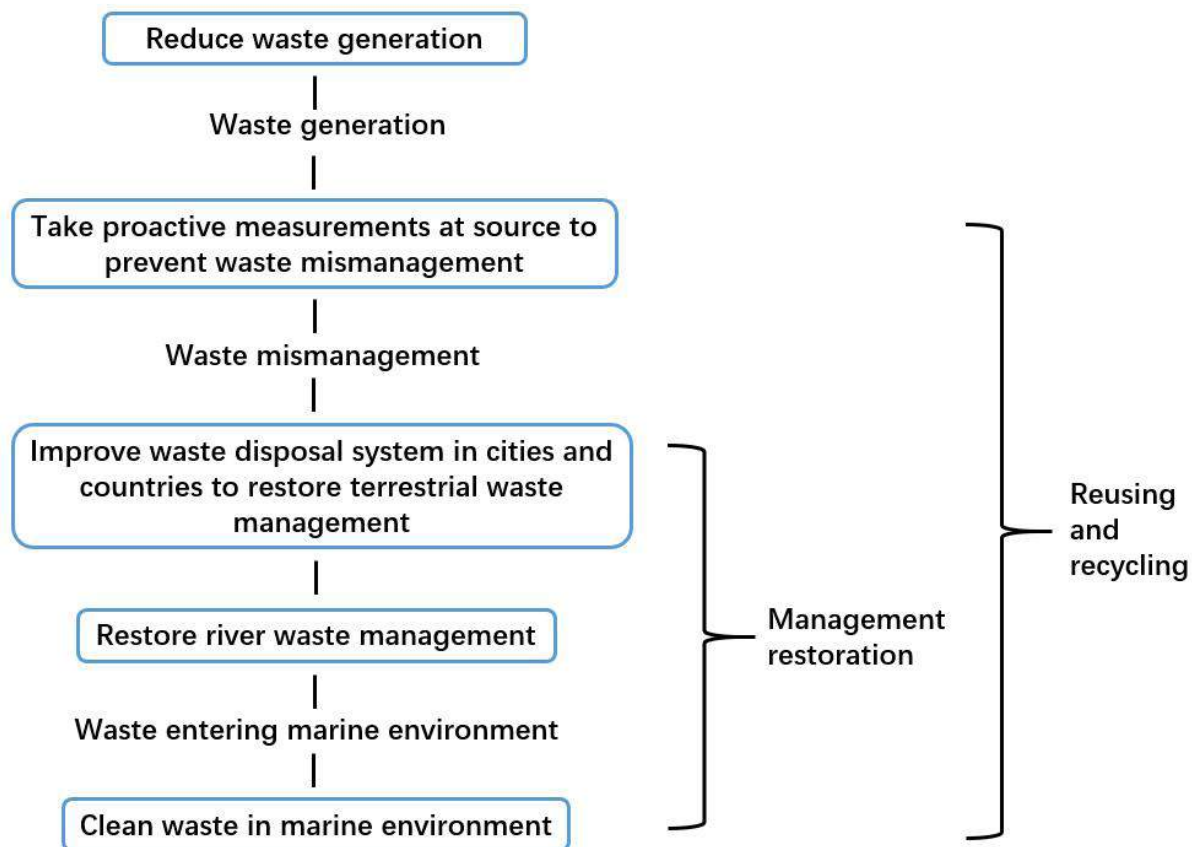 Reduce waste generation
Waste generation
Take proactive measurements at source to
prevent waste mismanagement
Waste mismanagement
Improve waste disposal system in cities and
countries to restore terrestrial waste
management
Restore river waste management
Waste entering marine environment
Clean waste in marine environment
Management
restoration
Reusing
and
recycling